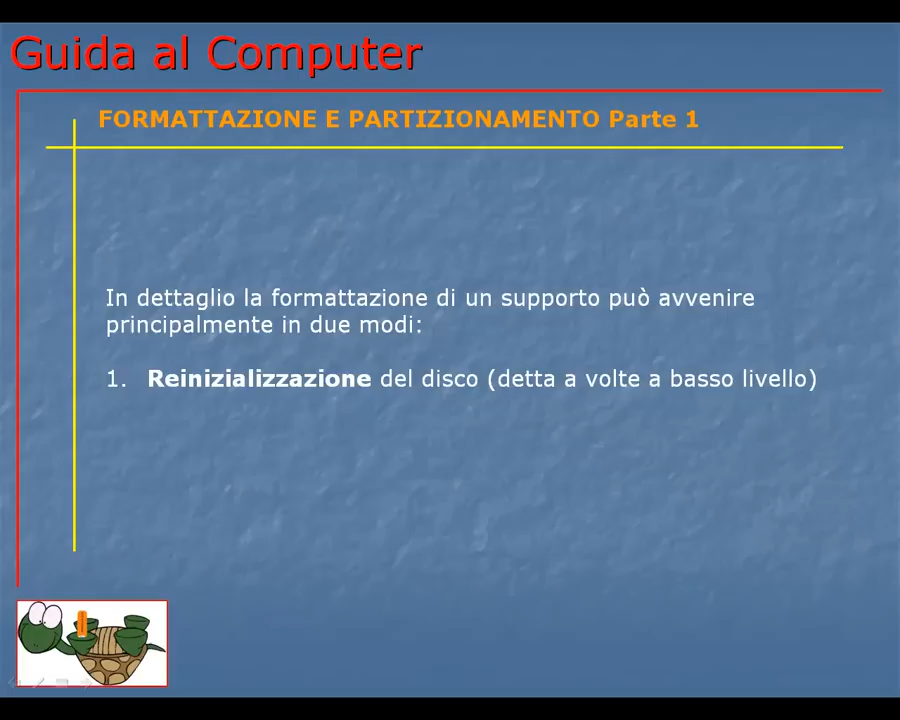 Guida al Computer
FORMATTAZIONE E PARTIZIONAMENTO Parte 1
In dettaglio la formattazione di un supporto può avvenire
principalmente in due modi:
1. Reinizializzazione del disco (detta a volte a basso livello)